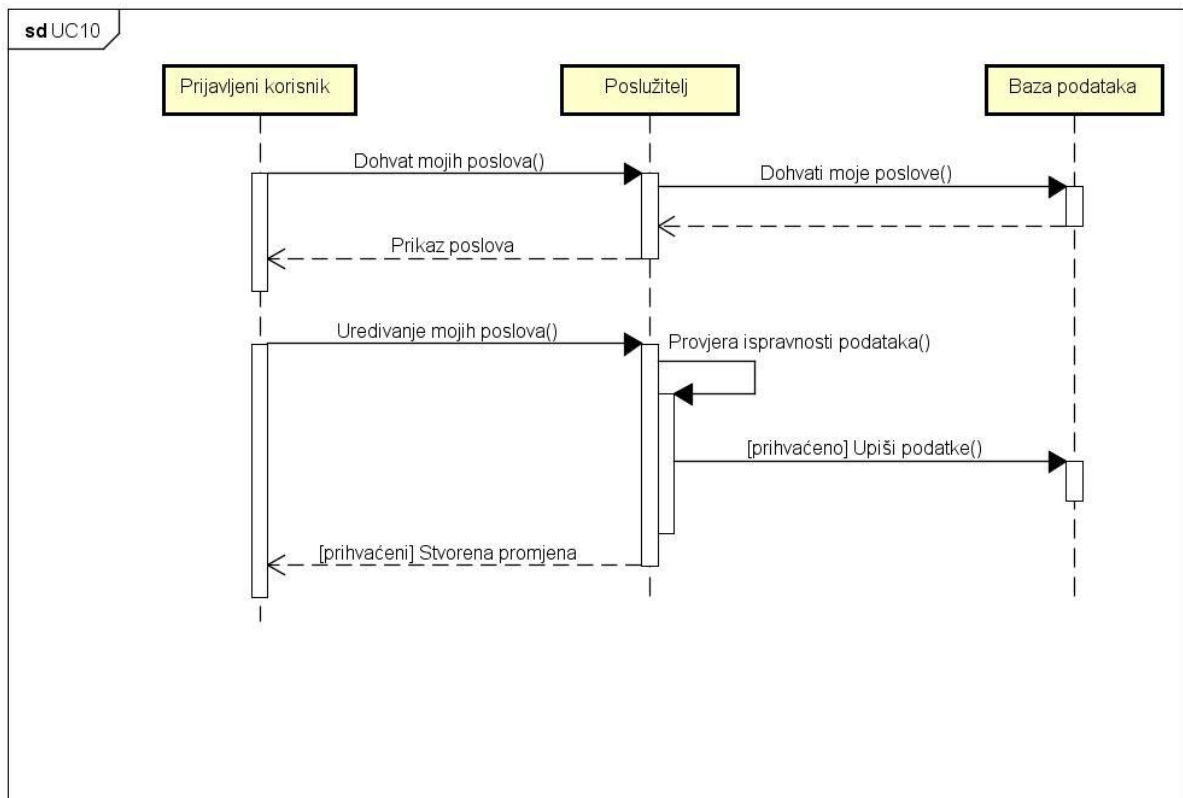 sd UC10
Prijavljeni korisnik
Poslužitelj
Baza podataka
Dohvat mojih poslova()
Dohvati moje poslove()
Prikaz poslova
Uredivanje mojih poslova()
Provjera ispravnosti podataka()
[prihvaćeno] Upiši podatke()
[prihvaćeni] Stvorena promjena